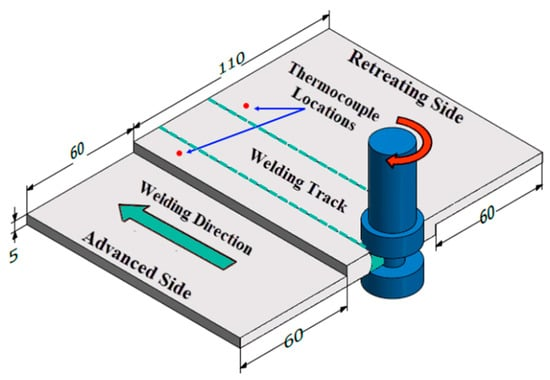 110
Retreating Side
Thermocouple
Locations
60
Welding Track
Welding Direction
60
5
Advanced Side
60